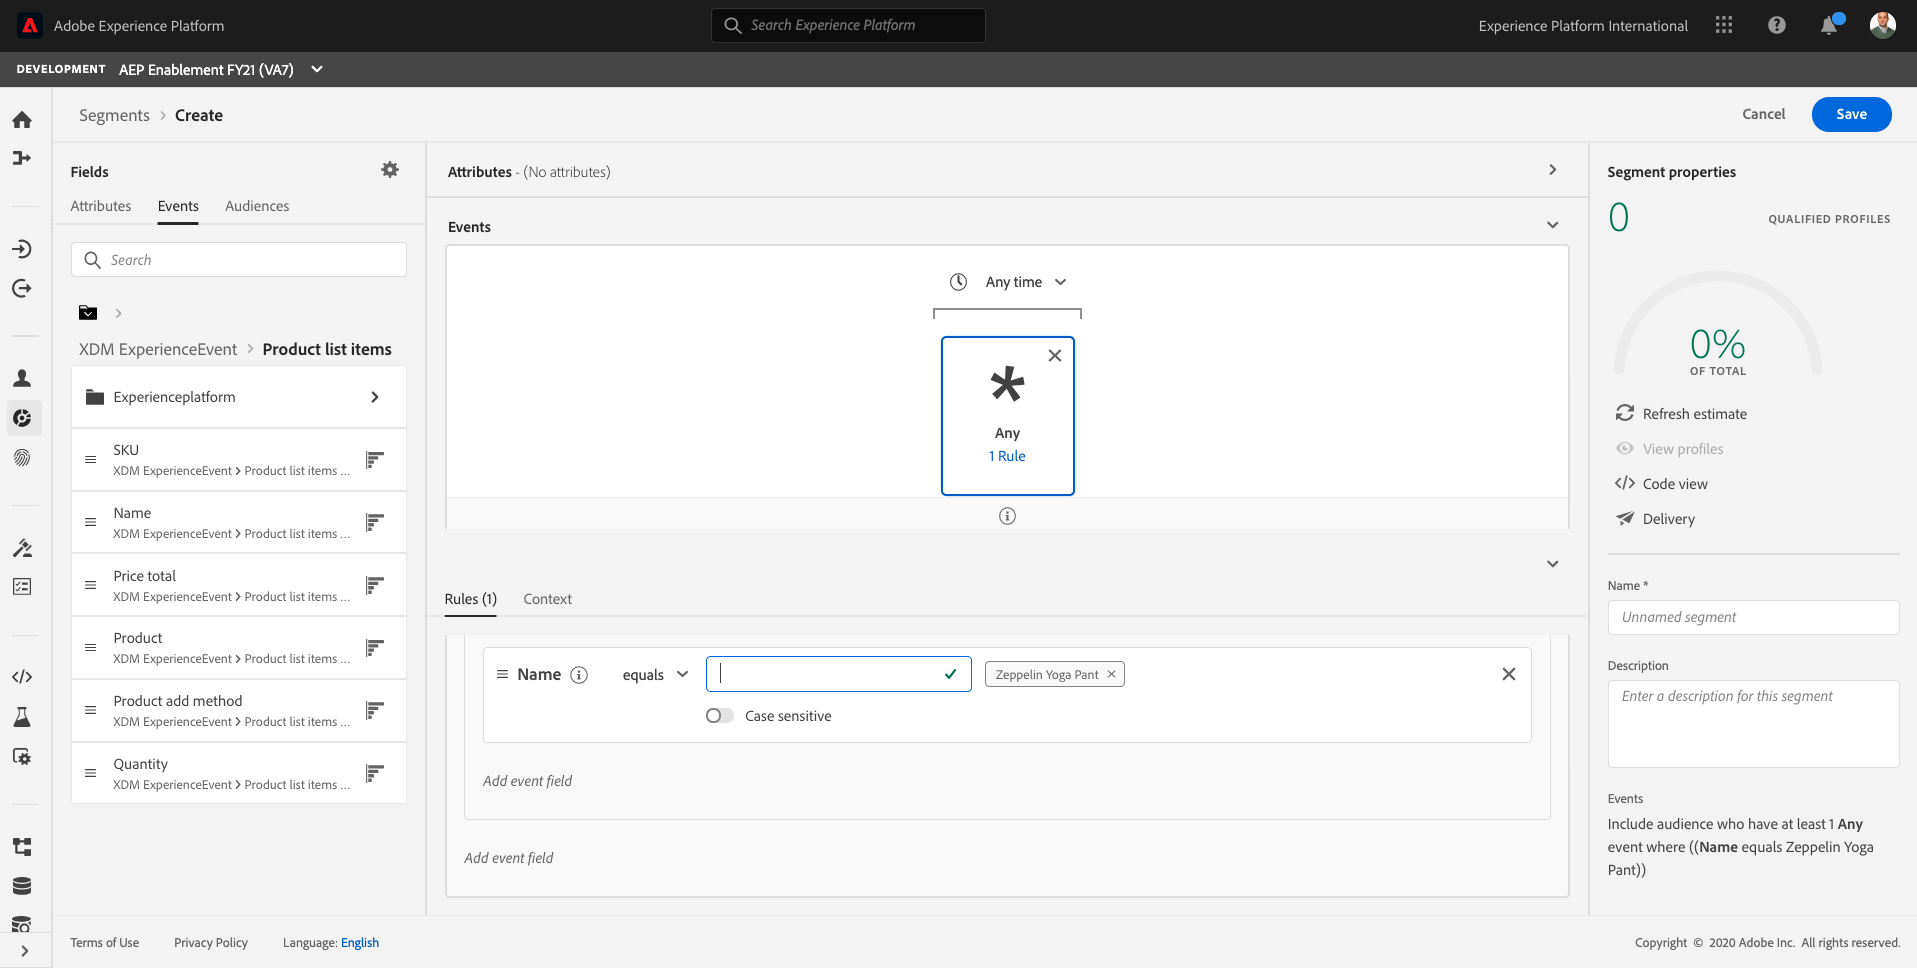 Adobe Experience Platform
Search Experience Platform
Experience Platform International
DEVELOPMENT AEP Enablement FY21 (VA7)
Segments > Create
Cancel
Save
Fields
Attributes
Events
Audiences
Search
XDM ExperienceEvent > Product list items
Experienceplatform
SKU
XDM ExperienceEvent > Product list items ...
Name
XDM ExperienceEvent > Product list items ...
Price total
XDM ExperienceEvent > Product list items ...
Product
XDM ExperienceEvent > Product list items ...
Product add method
XDM ExperienceEvent > Product list items ...
Quantity
XDM ExperienceEvent > Product list items ...
Attributes - (No attributes)
Events
Any time
Any
1 Rule
Rules (1)
Context
Name
equals
Zeppelin Yoga Pant
Case sensitive
Add event field
Add event field
Segment properties
0
QUALIFIED PROFILES
0%
OF TOTAL
Refresh estimate
View profiles
Code view
Delivery
Name *
Unnamed segment
Description
Enter a description for this segment
Events
Include audience who have at least 1 Any
event where ((Name equals Zeppelin Yoga
Pant))
Terms of Use
Privacy Policy
Language: English
Copyright © 2020 Adobe Inc. All rights reserved.